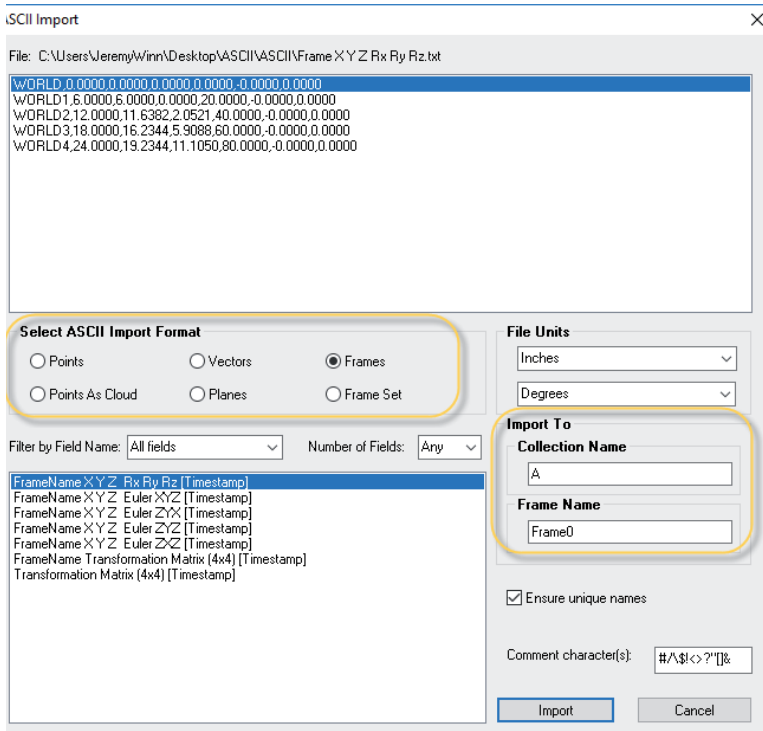 ASCII Import
File: C:\Users\JeremyWinn\Desktop\ASCII\ASCII\Frame X Y Z Rx Ry Rz.txt
WORLD,0.0000,0.0000,0.0000,0.0000,-0.0000,0.0000
WORLD1,6.0000,6.0000,0.0000,20.0000,-0.0000,0.0000
WORLD2,12.0000,11.6382,2.0521,40.0000,-0.0000,0.0000
WORLD3,18.0000,16.2344,5.9088,60.0000,-0.0000,0.0000
WORLD4,24.0000,19.2344,11.1050,80.0000,-0.0000,0.0000
Select ASCII Import Format
Points
Vectors
Frames
Points As Cloud
Planes
Frame Set
File Units
Inches
Degrees
Filter by Field Name: All fields
Number of Fields: Any
FrameName X Y Z Rx Ry Rz [Timestamp]
FrameName X Y Z Euler XYZ [Timestamp]
FrameName X Y Z Euler ZYX [Timestamp]
FrameName X Y Z Euler ZYZ [Timestamp]
FrameName X Y Z Euler ZXZ [Timestamp]
FrameName Transformation Matrix (4x4) [Timestamp]
Transformation Matrix (4x4) [Timestamp]
Import To
Collection Name
A
Frame Name
Frame0
Ensure unique names
Comment character(s): #/\$!<>?"[]&
Import
Cancel